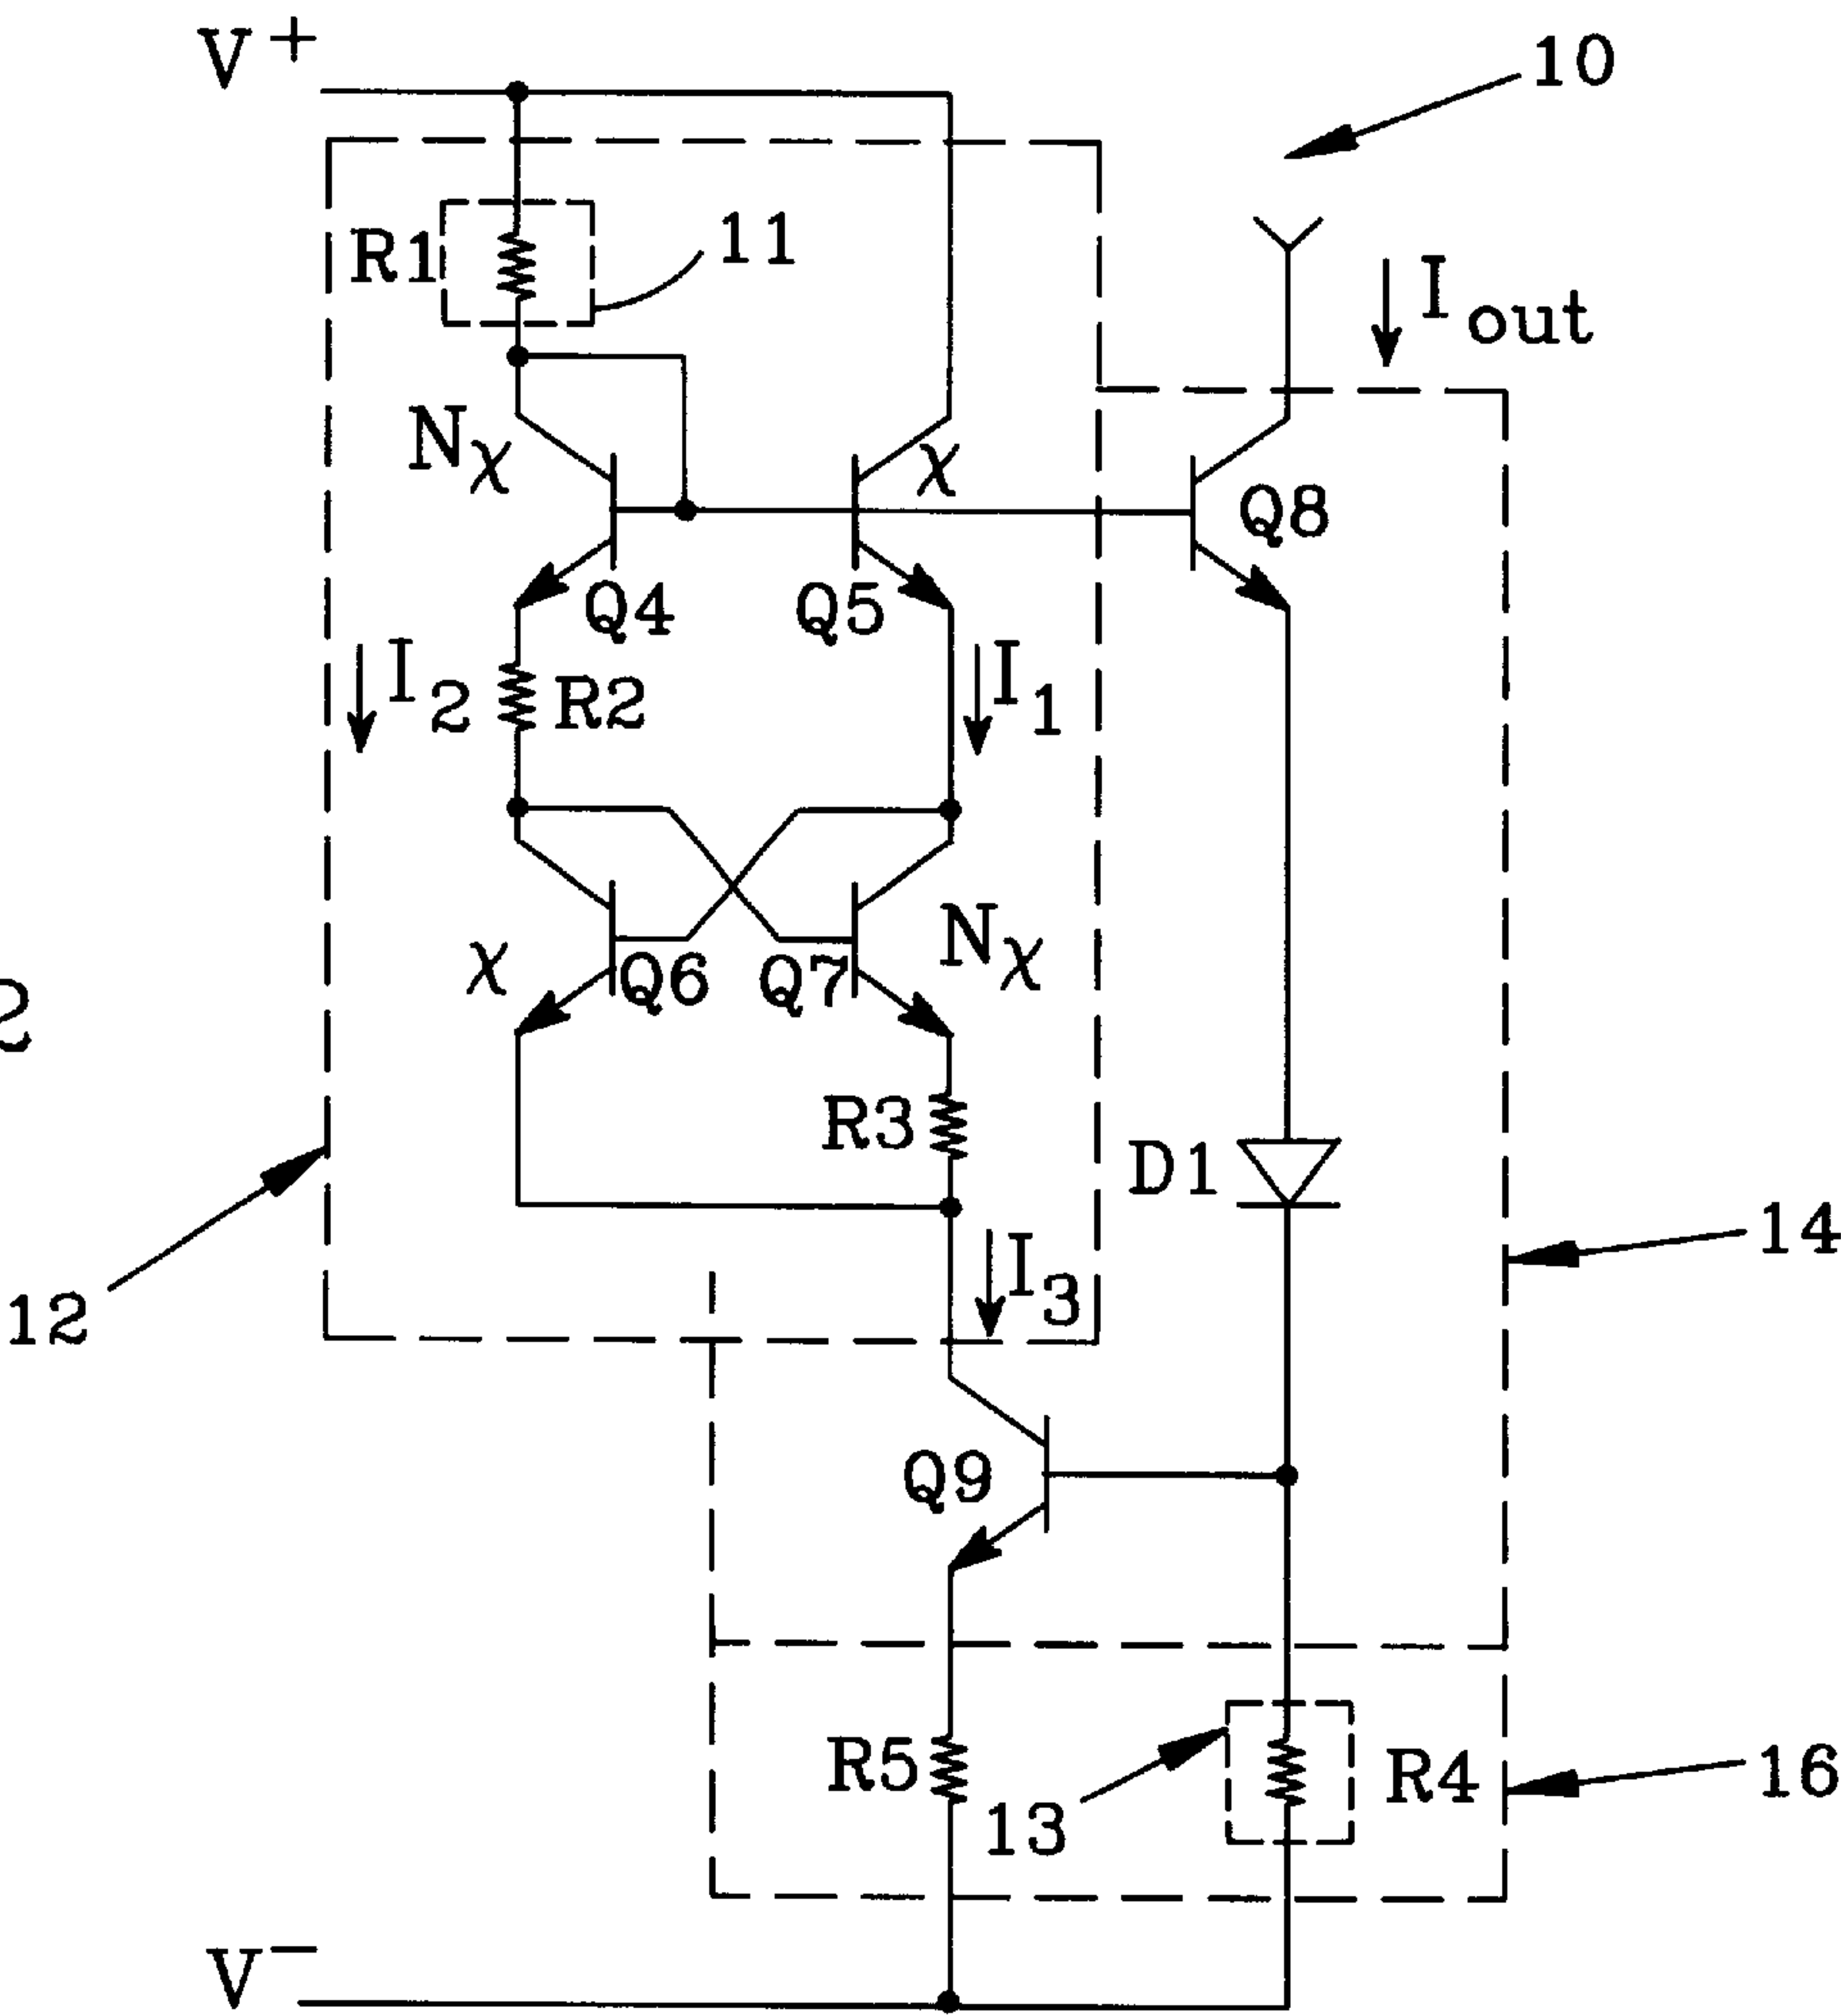 V+
10
R1
11
Iout
Nχ
χ
Q8
Q4
Q5
I2
R2
I1
χ
Q6
Q7
Nχ
2
R3
D1
14
I3
12
Q9
R5
13
R4
16
V−